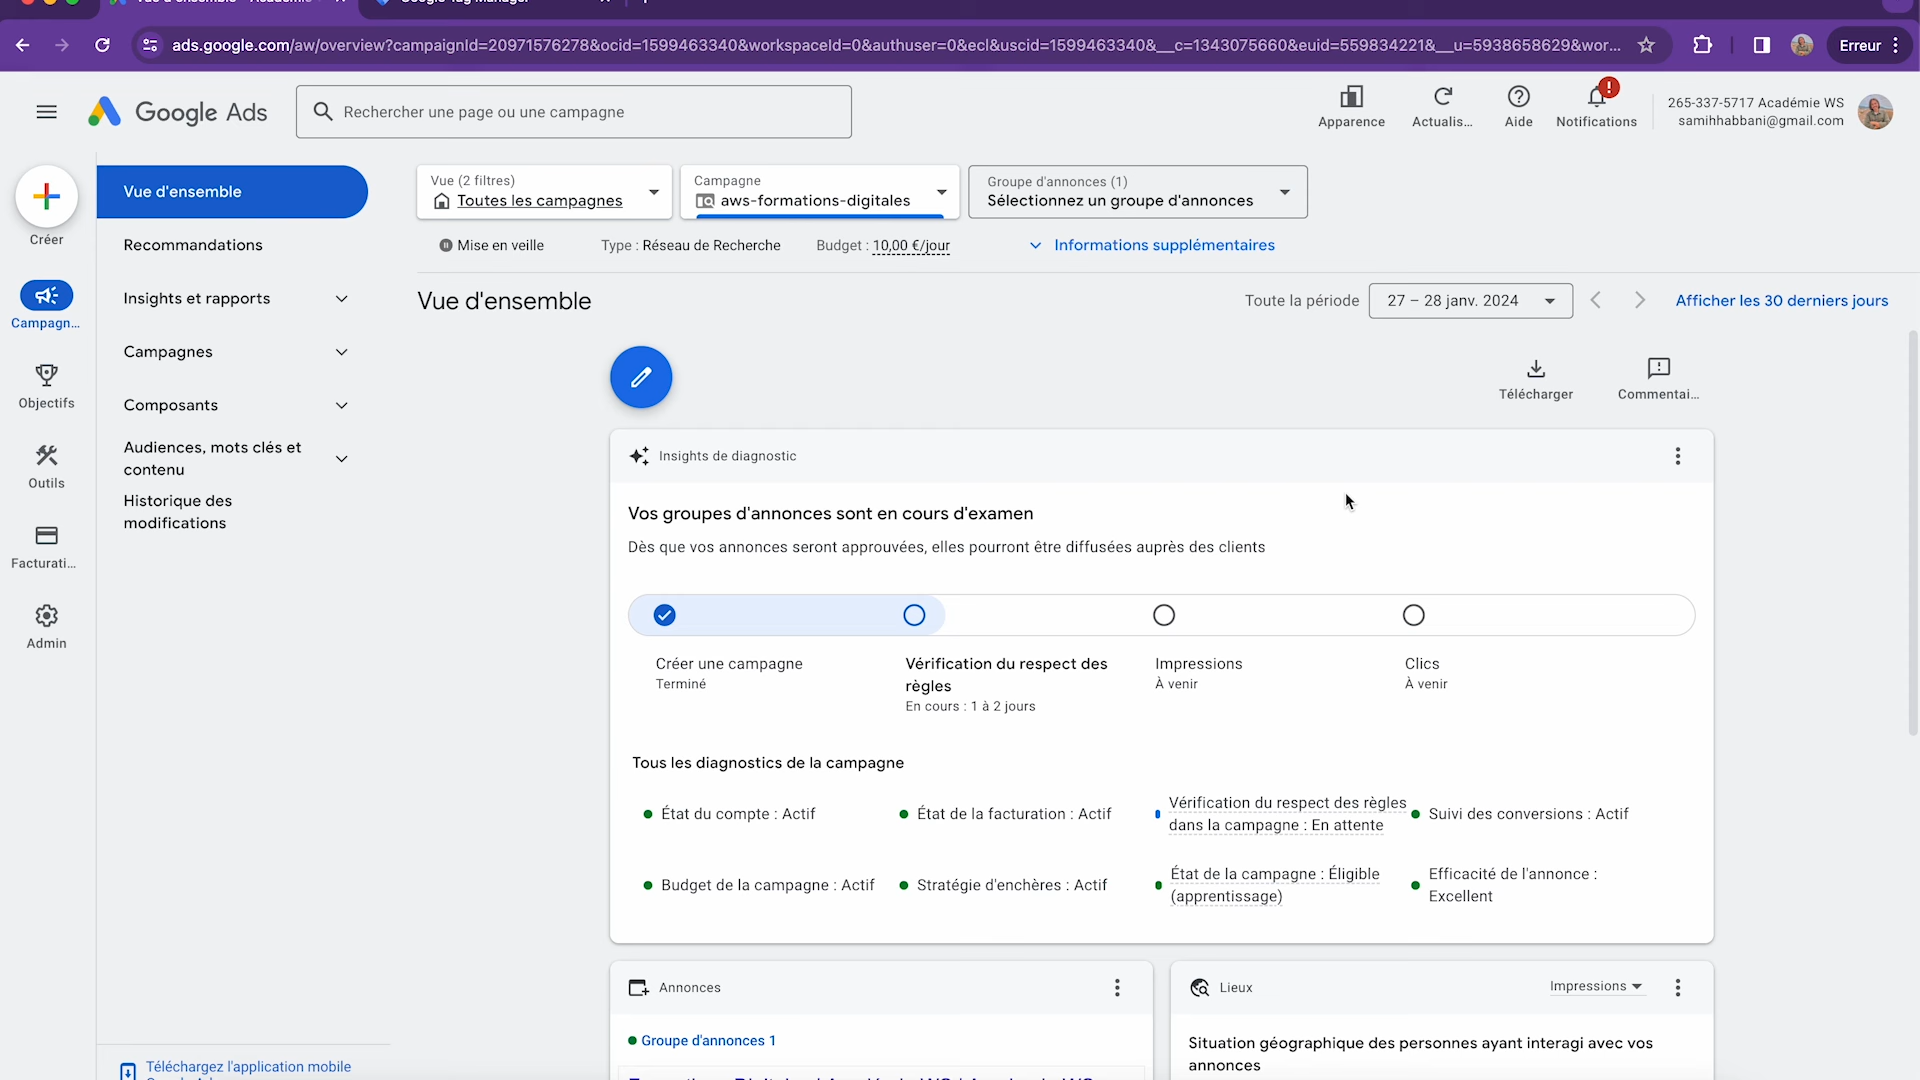 Google Tag Manager
ads.google.com/aw/overview?campaignId=20971576278&ocid=1599463340&workspaceId=0&authuser=0&ecl&uscid=1599463340&__c=1343075660&euid=559834221&__u=5938658629&wor...
Erreur
Google Ads
Rechercher une page ou une campagne
Apparence
Actualis...
Aide
Notifications
265-337-5717 Académie WS
samihhabbani@gmail.com
Créer
Campagn...
Objectifs
Outils
Facturati...
Admin
Vue d'ensemble
Recommandations
Insights et rapports
Campagnes
Composants
Audiences, mots clés et
contenu
Historique des
modifications
Téléchargez l'application mobile
Vue (2 filtres)
Toutes les campagnes
Campagne
aws-formations-digitales
Groupe d'annonces (1)
Sélectionnez un groupe d'annonces
Mise en veille
Type : Réseau de Recherche
Budget : 10,00 €/jour
Informations supplémentaires
Vue d'ensemble
Toute la période
27 – 28 janv. 2024
Afficher les 30 derniers jours
Télécharger
Commentai...
Insights de diagnostic
Vos groupes d'annonces sont en cours d'examen
Dès que vos annonces seront approuvées, elles pourront être diffusées auprès des clients
Créer une campagne
Terminé
Vérification du respect des
règles
En cours : 1 à 2 jours
Impressions
À venir
Clics
À venir
Tous les diagnostics de la campagne
État du compte : Actif
État de la facturation : Actif
Vérification du respect des règles
dans la campagne : En attente
Suivi des conversions : Actif
Budget de la campagne : Actif
Stratégie d'enchères : Actif
État de la campagne : Éligible
(apprentissage)
Efficacité de l'annonce :
Excellent
Annonces
Groupe d'annonces 1
Lieux
Impressions
Situation géographique des personnes ayant interagi avec vos
annonces